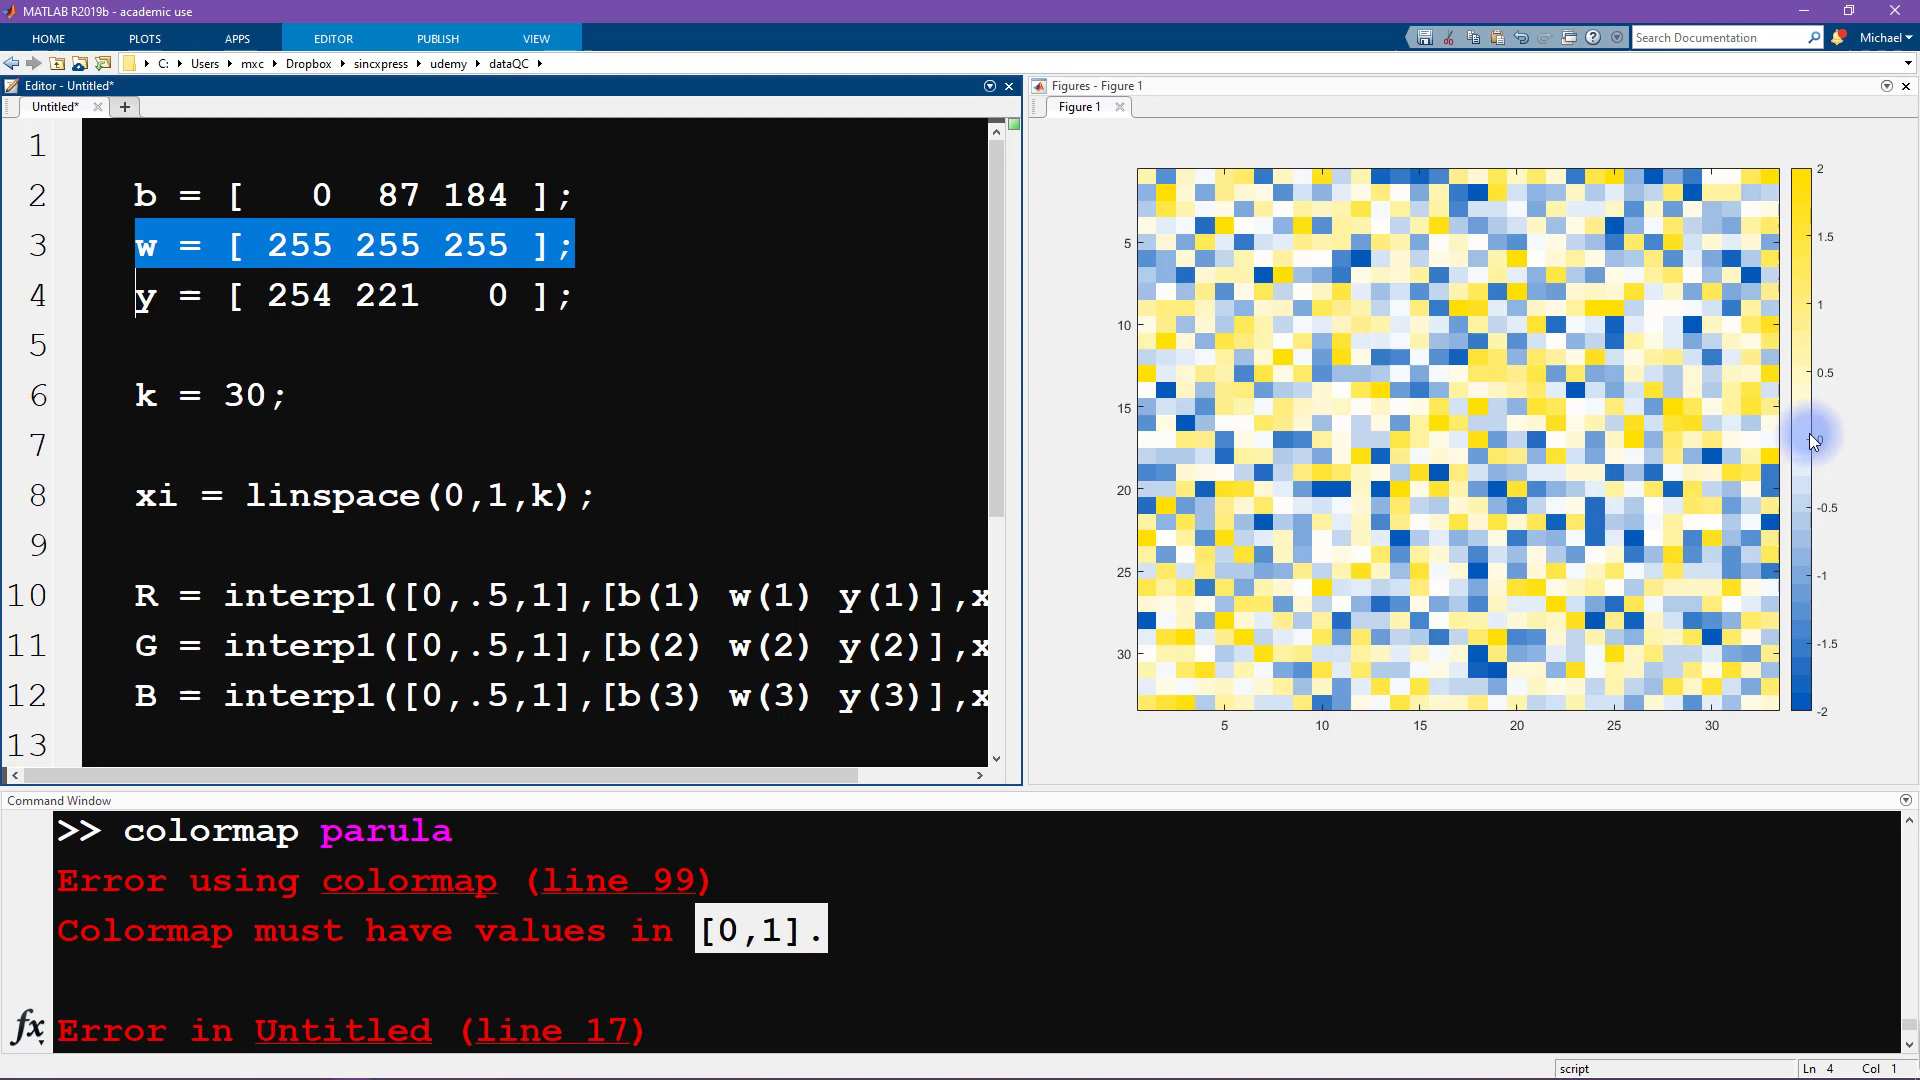 MATLAB R2019b - academic use
HOME PLOTS APPS EDITOR PUBLISH VIEW Search Documentation Michael
C: Users mxc Dropbox sincxpress udemy dataQC
Editor - Untitled*
Untitled*
1
2 b = [ 0 87 184 ];
3 w = [ 255 255 255 ];
4 y = [ 254 221 0 ];
5
6 k = 30;
7
8 xi = linspace(0,1,k);
9
10 R = interp1([0,.5,1],[b(1) w(1) y(1)],x
11 G = interp1([0,.5,1],[b(2) w(2) y(2)],x
12 B = interp1([0,.5,1],[b(3) w(3) y(3)],x
13
Figures - Figure 1
Figure 1
5
10
15
20
25
30
5 10 15 20 25 30
2
1.5
1
0.5
0
-0.5
-1
-1.5
-2
Command Window
>> colormap parula
Error using colormap (line 99)
Colormap must have values in [0,1].
Error in Untitled (line 17)
fx
script Ln 4 Col 1